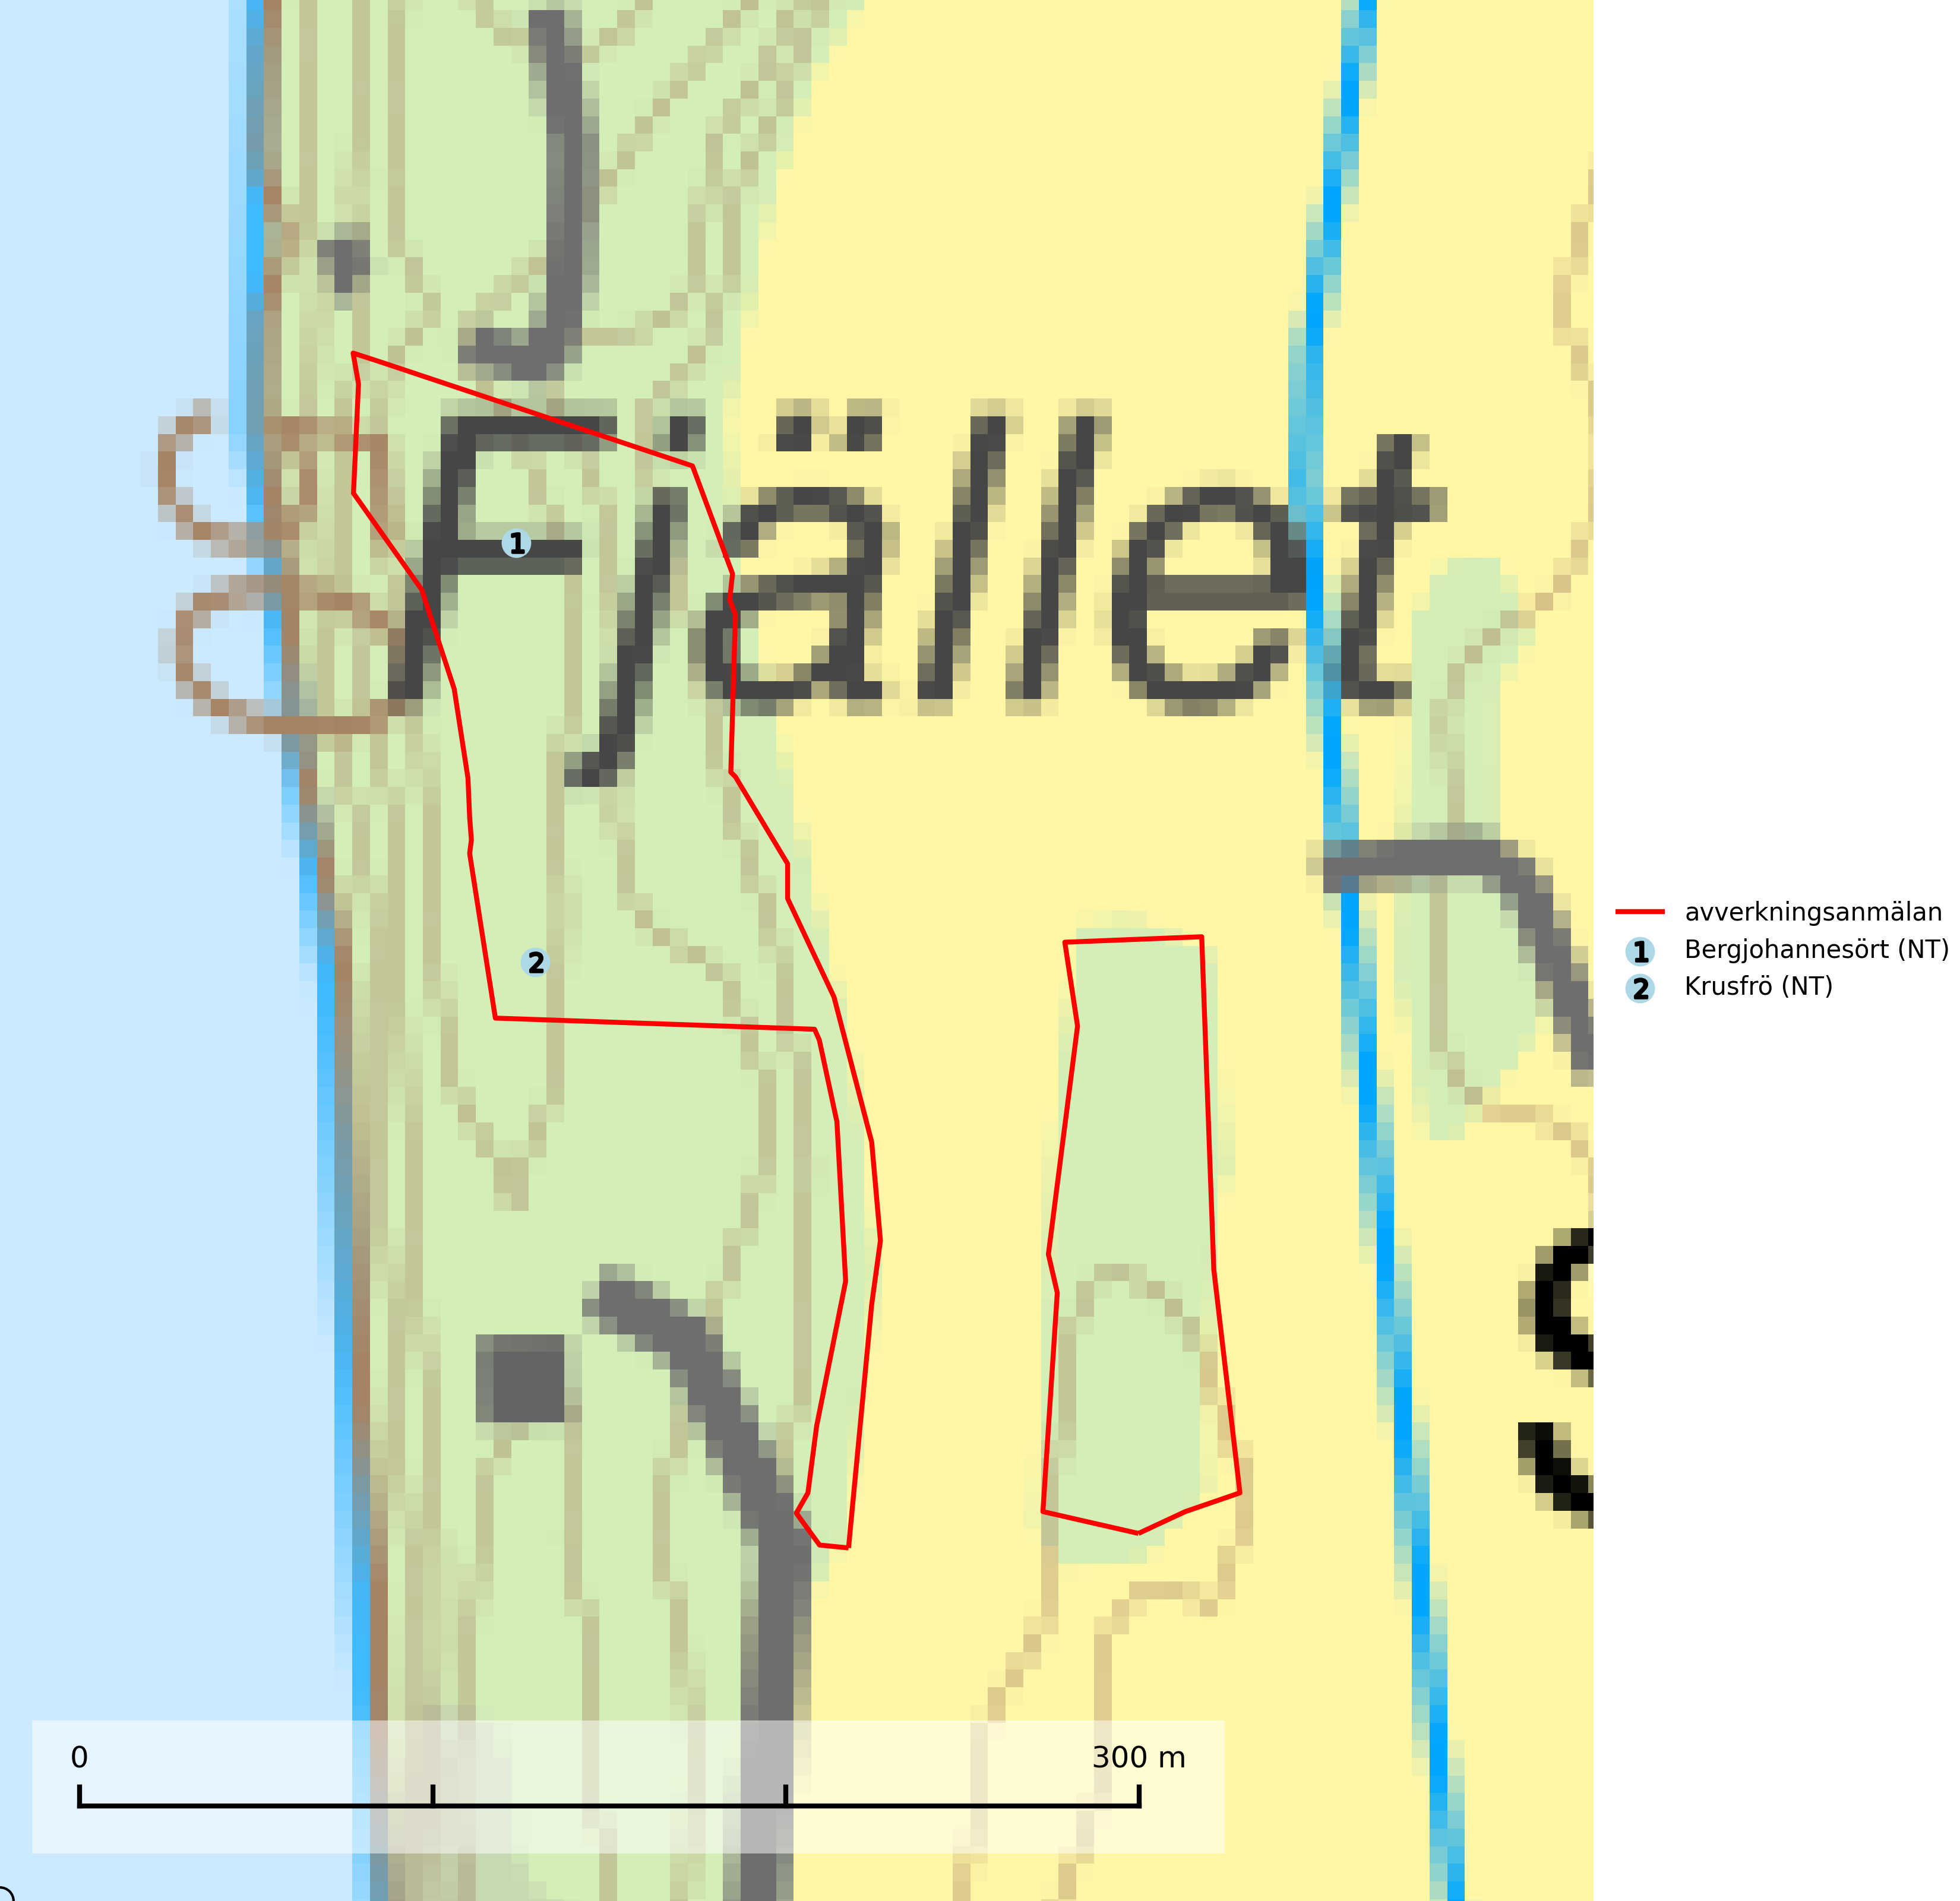 Fjället
avverkningsanmälan
1 Bergjohannesört (NT)
2 Krusfrö (NT)
1
2
0 300 m